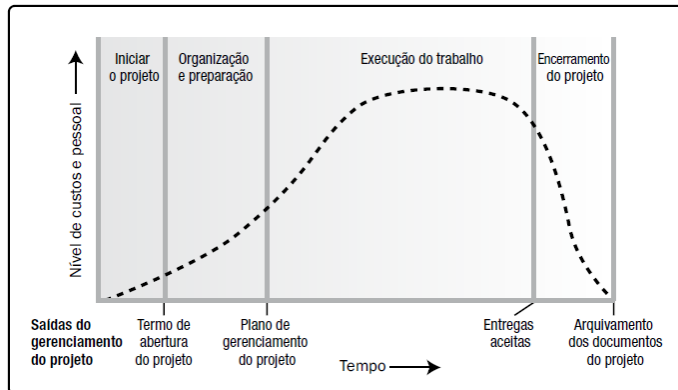 Iniciar
o projeto
Organização
e preparação
Execução do trabalho
Encerramento
do projeto
Nível de custos e pessoal
Saídas do
gerenciamento
do projeto
Termo de
abertura
do projeto
Plano de
gerenciamento
do projeto
Tempo
Entregas
aceitas
Arquivamento
dos documentos
do projeto